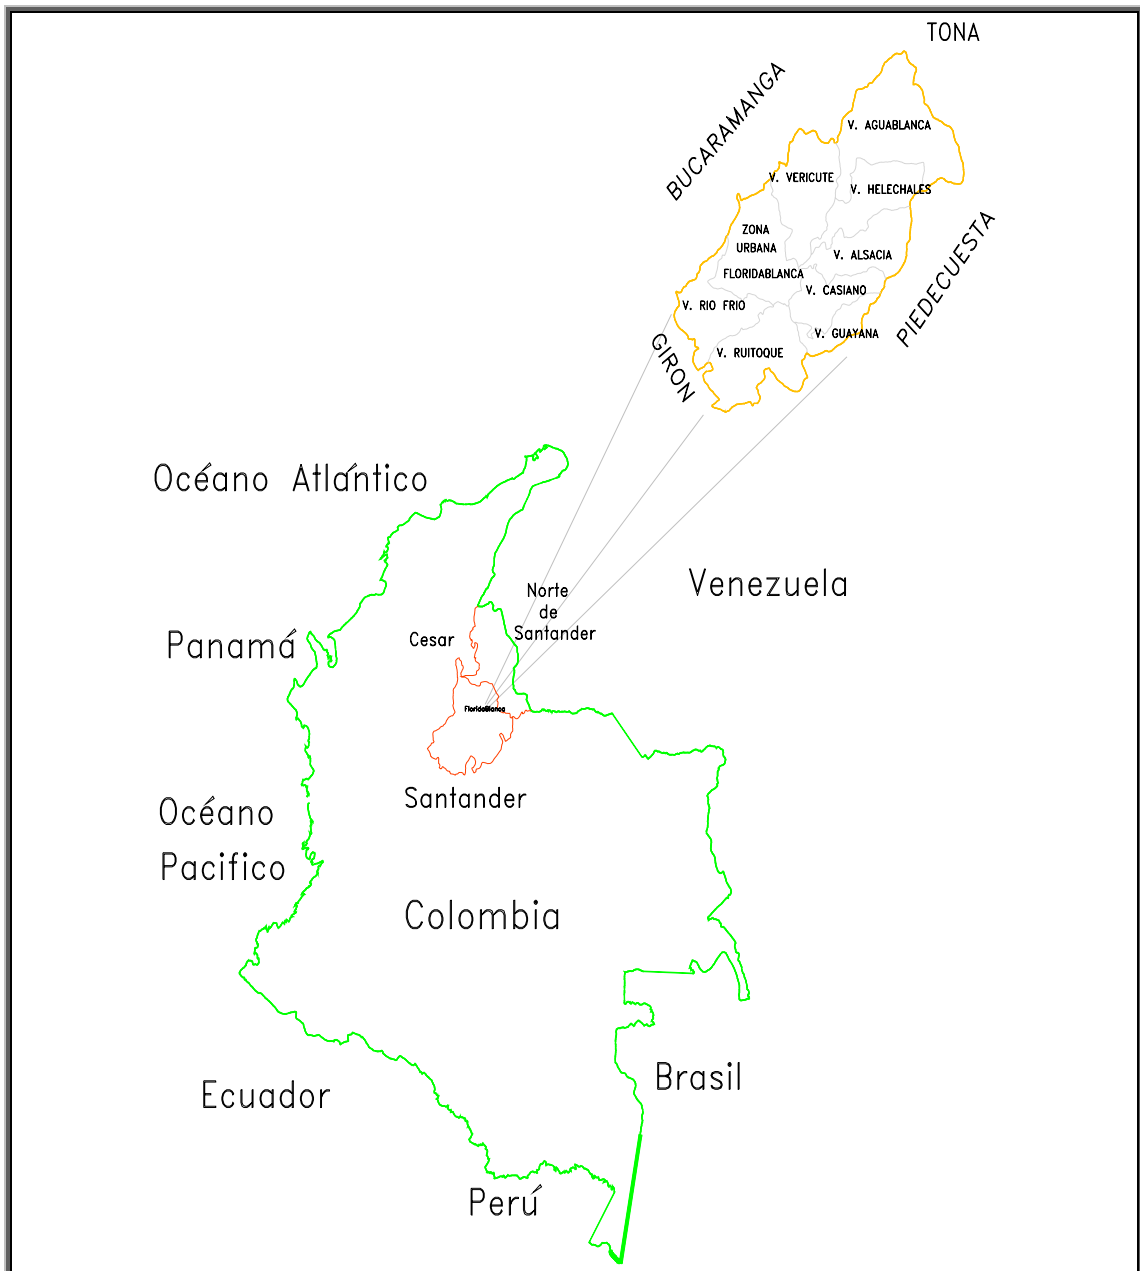 TONA
BUCARAMANGA
V. AGUABLANCA
V. VERICUTE
V. HELECHALES
ZONA
URBANA
FLORIDABLANCA
V. ALSACIA
V. CASIANO
PIEDECUESTA
V. RIO FRIO
V. GUAYANA
V. RUITOQUE
GIRON
Océano Atlántico
Venezuela
Norte
de
Santander
Cesar
Panamá
FloridaBlanca
Santander
Océano
Pacifico
Colombia
Brasil
Ecuador
Perú